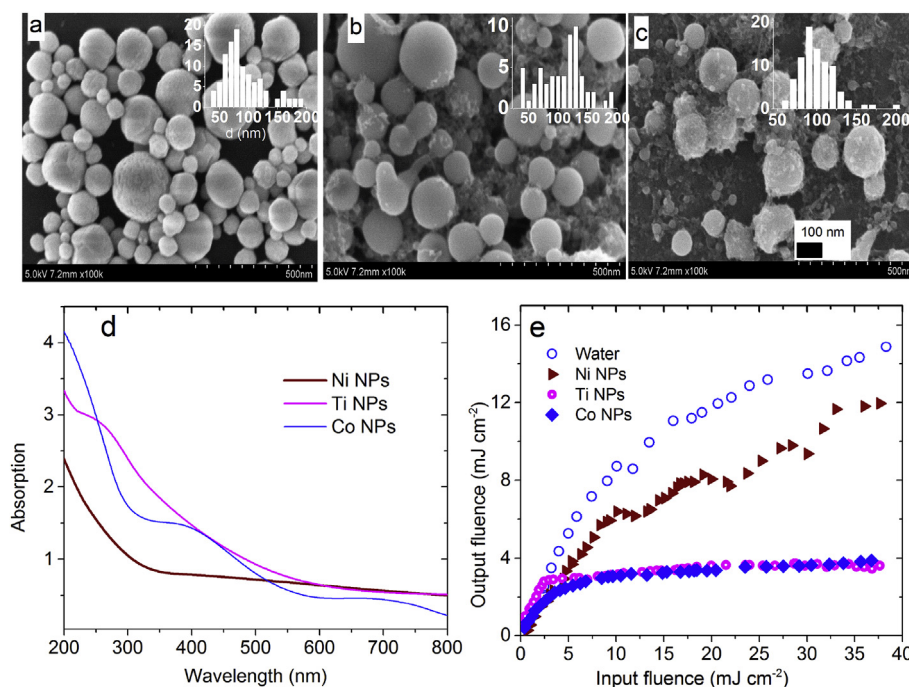 a
20
15
10
5
0
50 100 150 200
d (nm)
5.0kV 7.2mm x100k
500nm
b
10
5
0
50 100 150 200
5.0kV 7.2mm x100k
500nm
c
20
10
0
50 100 150 200
100 nm
5.0kV 7.2mm x100k
500nm
d
4
3
2
1
Absorption
Ni NPs
Ti NPs
Co NPs
200 300 400 500 600 700 800
Wavelength (nm)
e
16
12
8
4
0
Output fluence (mJ cm⁻²)
Water
Ni NPs
Ti NPs
Co NPs
0 5 10 15 20 25 30 35 40
Input fluence (mJ cm⁻²)